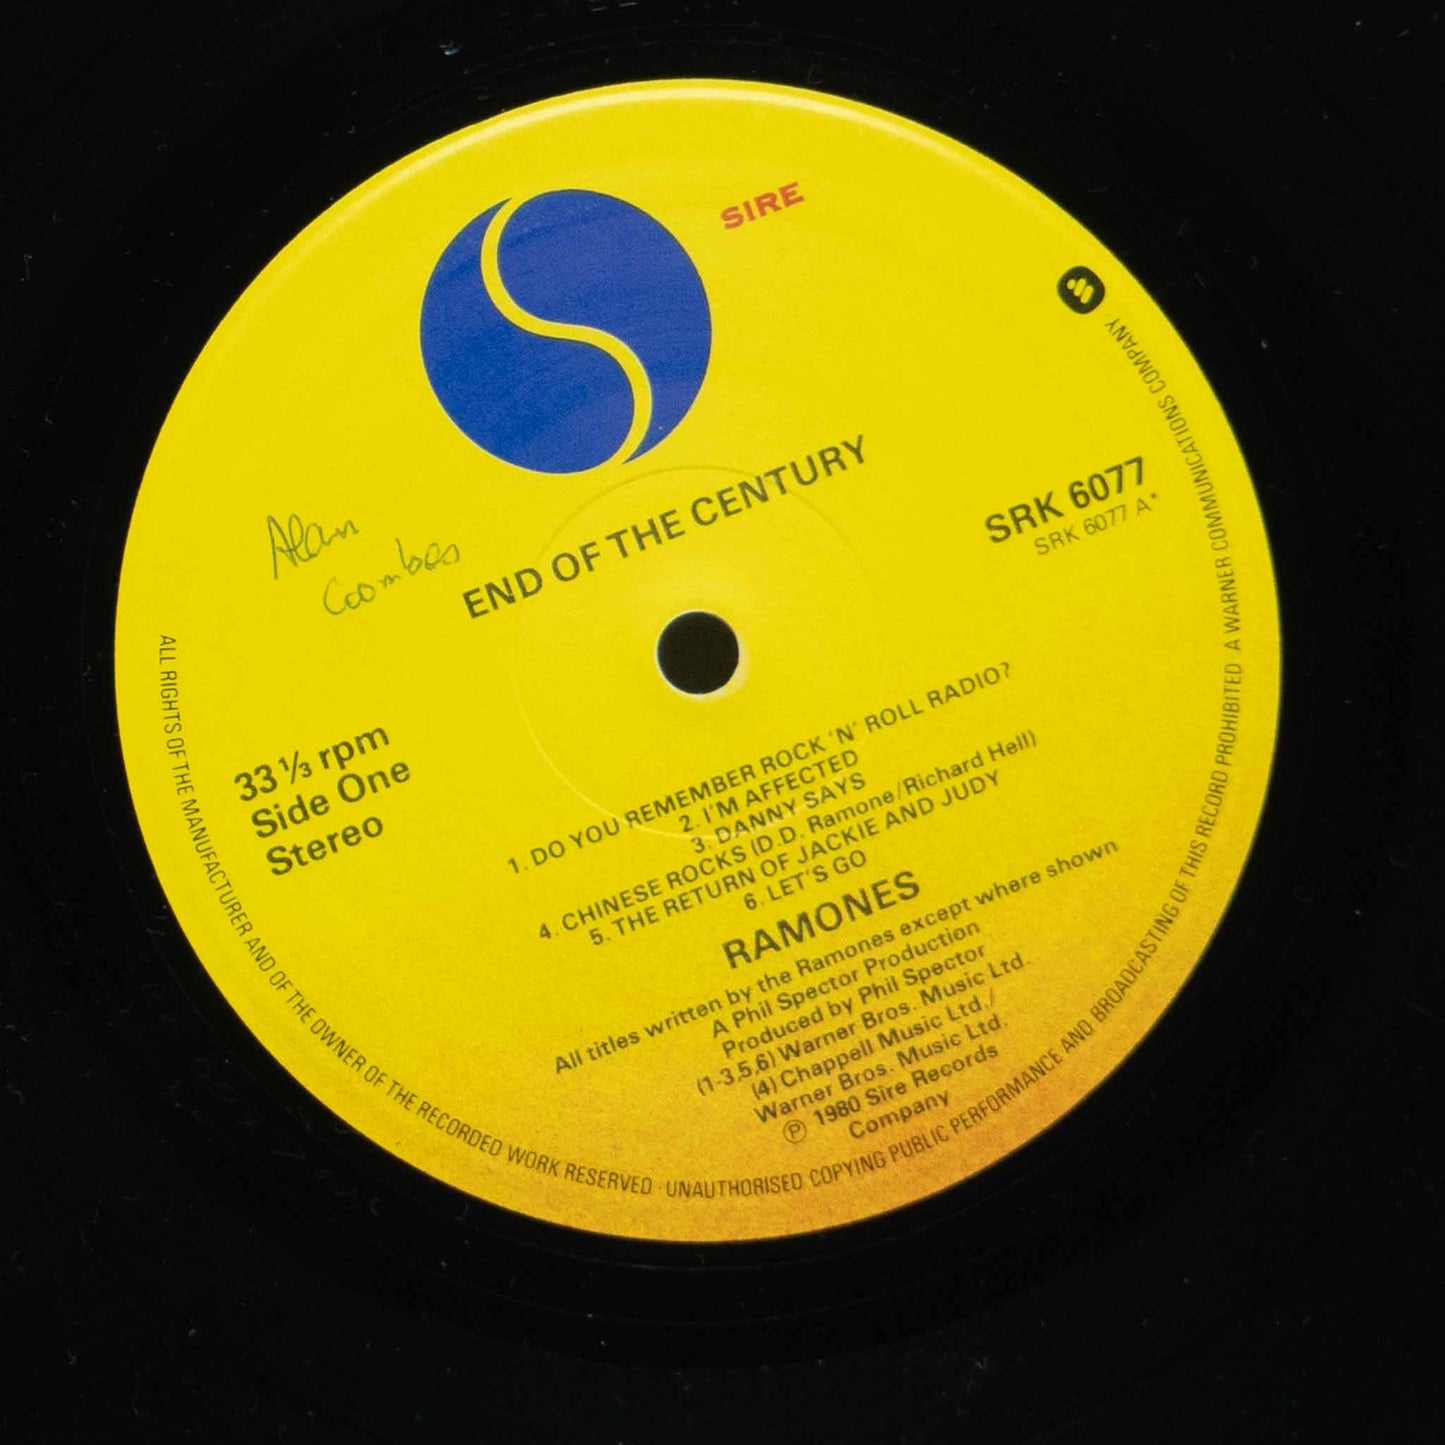 SIRE
END OF THE CENTURY
SRK 6077
SRK 6077 A*
Alan
Coombes
33⅓ rpm
Side One
Stereo
1. DO YOU REMEMBER ROCK 'N' ROLL RADIO?
2. I'M AFFECTED
3. DANNY SAYS
4. CHINESE ROCKS (D.D. Ramone/Richard Hell)
5. THE RETURN OF JACKIE AND JUDY
6. LET'S GO
RAMONES
All titles written by the Ramones except where shown
A Phil Spector Production
Produced by Phil Spector
(1-3,5,6) Warner Bros. Music Ltd.
(4) Chappell Music Ltd./
Warner Bros. Music Ltd.
℗ 1980 Sire Records
Company
ALL RIGHTS OF THE MANUFACTURER AND OF THE OWNER OF THE RECORDED WORK RESERVED · UNAUTHORISED COPYING PUBLIC PERFORMANCE AND BROADCASTING OF THIS RECORD PROHIBITED · A WARNER COMMUNICATIONS COMPANY